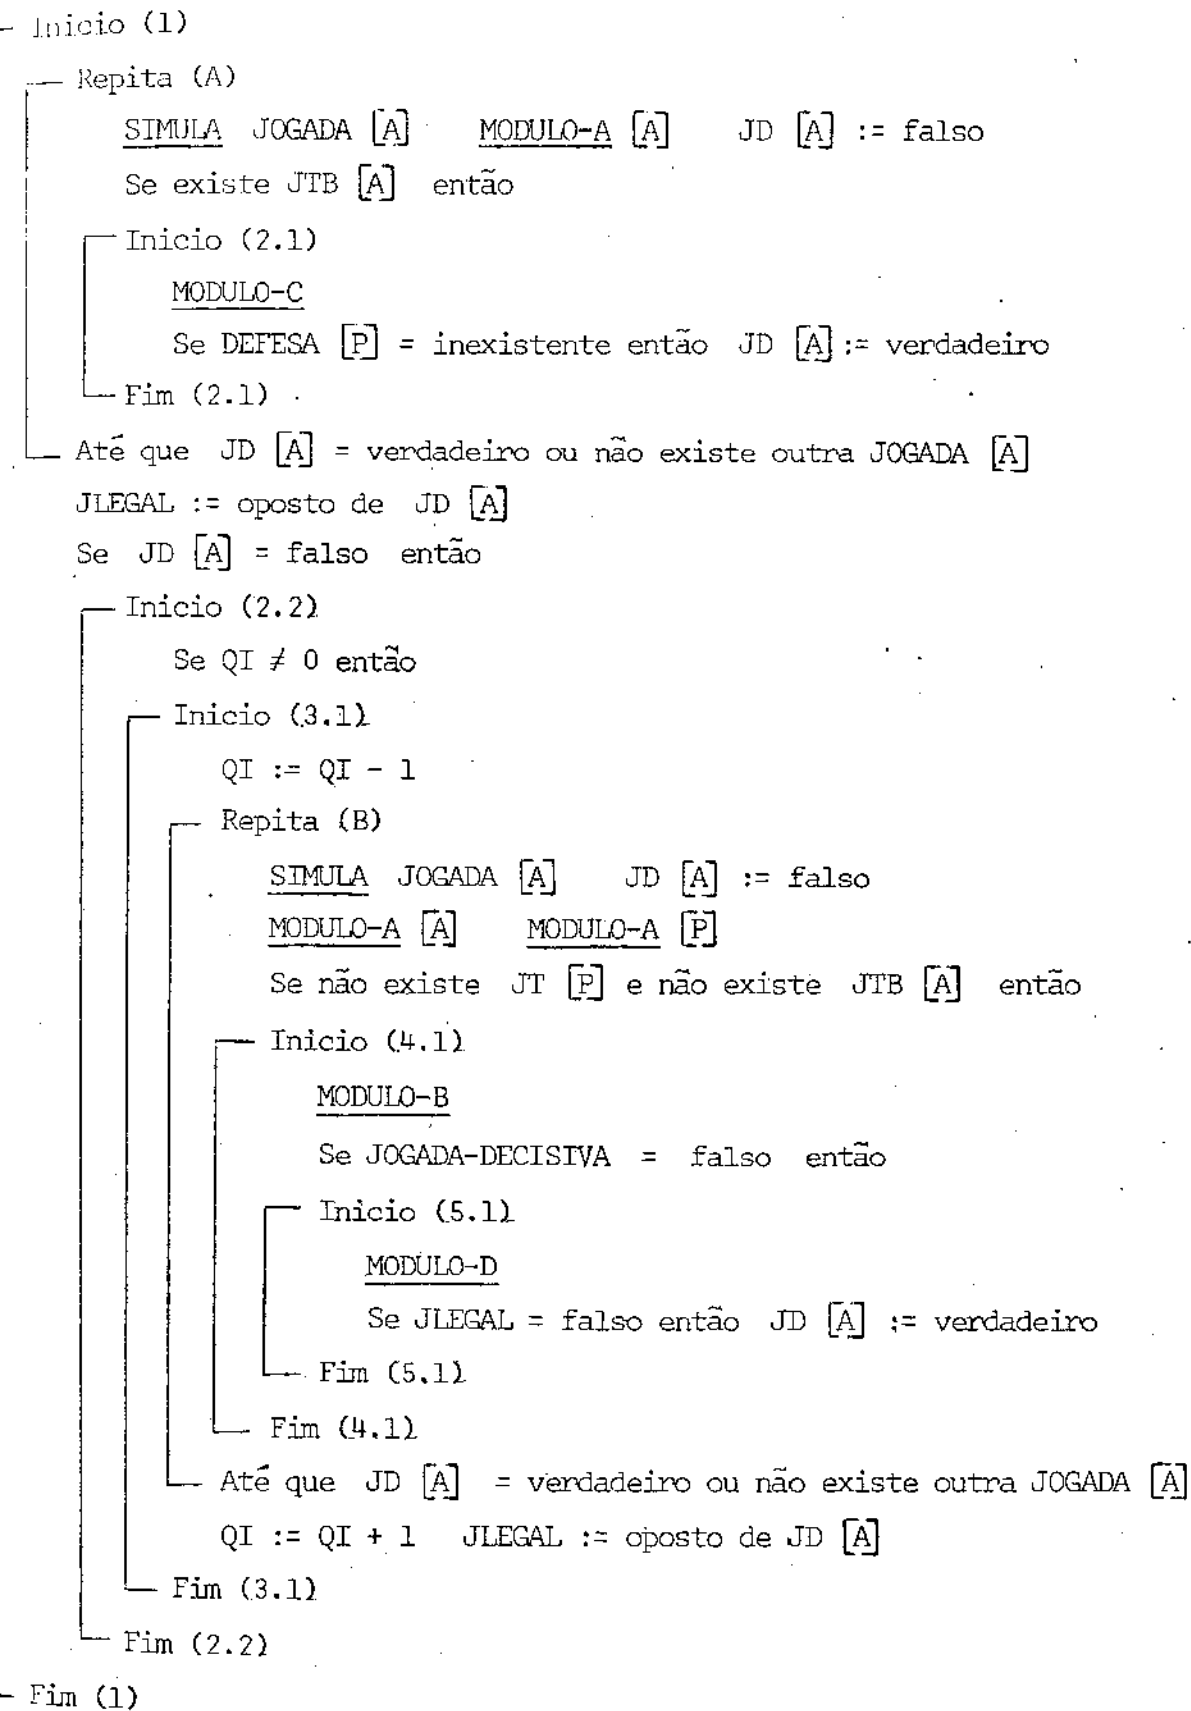 Inicio (1)
Repita (A)
SIMULA JOGADA [A] MODULO-A [A] JD [A] := falso
Se existe JTB [A] então
Inicio (2.1)
MODULO-C
Se DEFESA [P] = inexistente então JD [A] := verdadeiro
Fim (2.1)
Até que JD [A] = verdadeiro ou não existe outra JOGADA [A]
JLEGAL := oposto de JD [A]
Se JD [A] = falso então
Inicio (2.2)
Se QI ≠ 0 então
Inicio (3.1)
QI := QI - 1
Repita (B)
SIMULA JOGADA [A] JD [A] := falso
MODULO-A [A] MODULO-A [P]
Se não existe JT [P] e não existe JTB [A] então
Inicio (4.1)
MODULO-B
Se JOGADA-DECISIVA = falso então
Inicio (5.1)
MODULO-D
Se JLEGAL = falso então JD [A] := verdadeiro
Fim (5.1)
Fim (4.1)
Até que JD [A] = verdadeiro ou não existe outra JOGADA [A]
QI := QI + 1 JLEGAL := oposto de JD [A]
Fim (3.1)
Fim (2.2)
Fim (1)